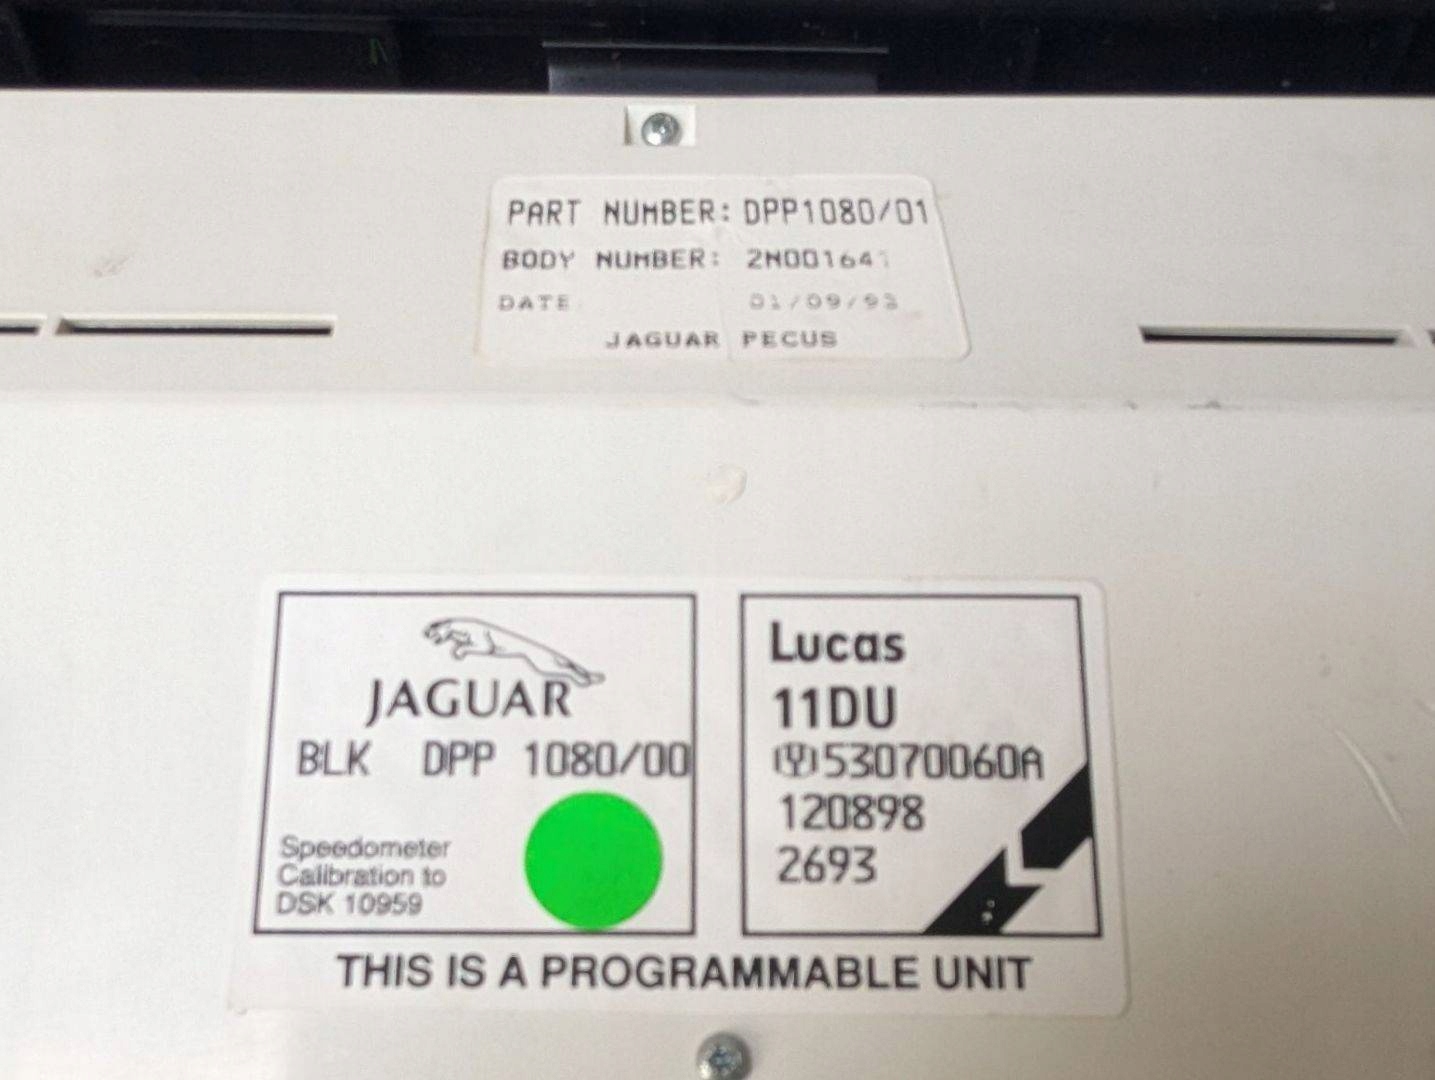 PART NUMBER: DPP1080/01
BODY NUMBER: 2N001641
DATE 01/09/93
JAGUAR PECUS
JAGUAR
BLK DPP 1080/00
Speedometer
Calibration to
DSK 10959
Lucas
11DU
(Y)53070060A
120898
2693
THIS IS A PROGRAMMABLE UNIT